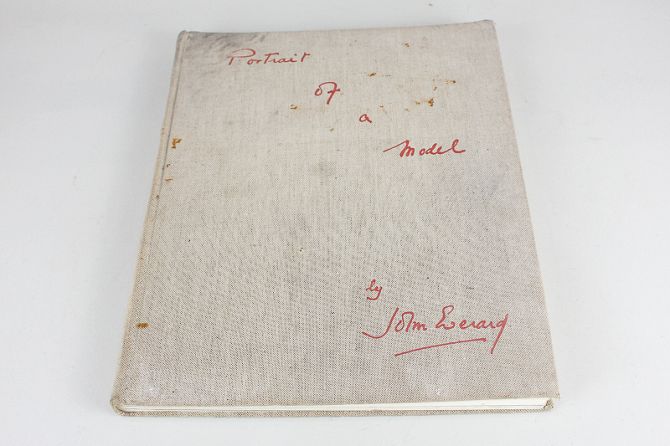 Portrait
of
a
Model
by
John Everard